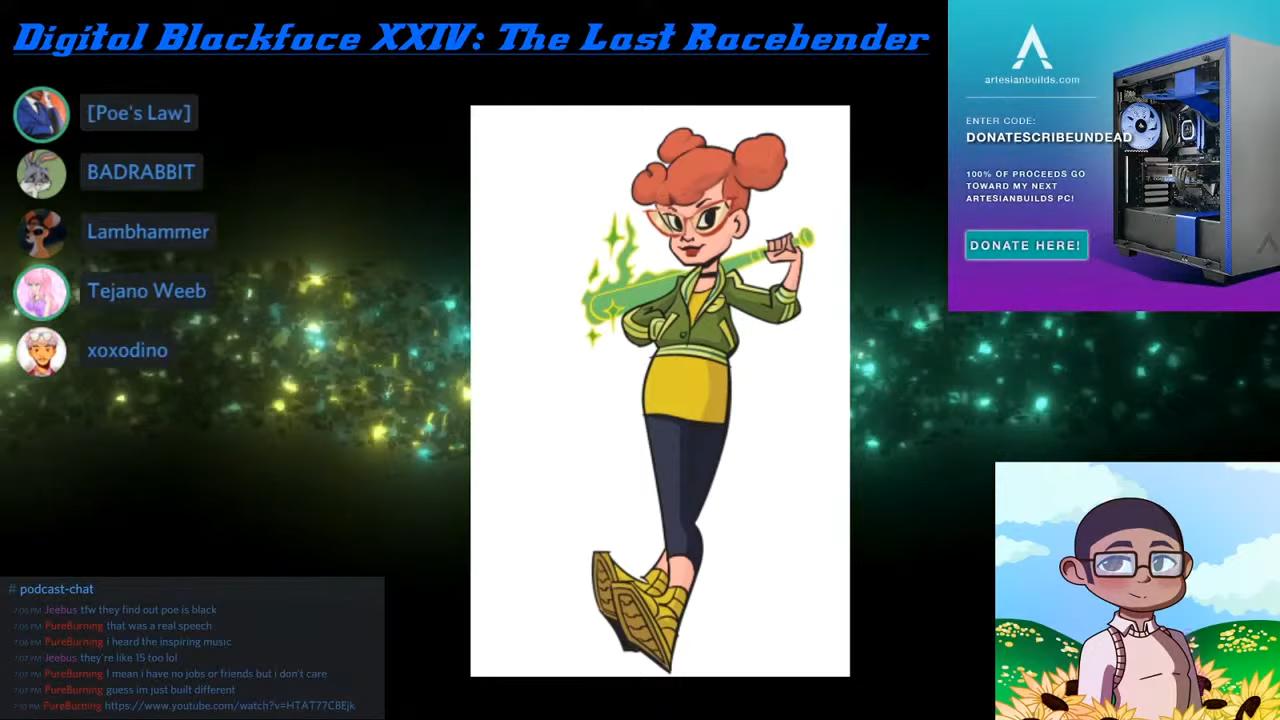 Digital Blackface XXIV: The Last Racebender
[Poe's Law]
BADRABBIT
Lambhammer
Tejano Weeb
xoxodino
artesianbuilds.com
ENTER CODE:
DONATESCRIBEUNDEAD
100% OF PROCEEDS GO
TOWARD MY NEXT
ARTESIANBUILDS PC!
DONATE HERE!
# podcast-chat
7:05 PM Jeebus tfw they find out poe is black
7:05 PM PureBurning that was a real speech
7:06 PM PureBurning i heard the inspiring music
7:07 PM Jeebus they're like 15 too lol
7:07 PM PureBurning I mean i have no jobs or friends but i don't care
7:07 PM PureBurning guess im just built different
7:10 PM PureBurning https://www.youtube.com/watch?v=HTAT77CBEjk